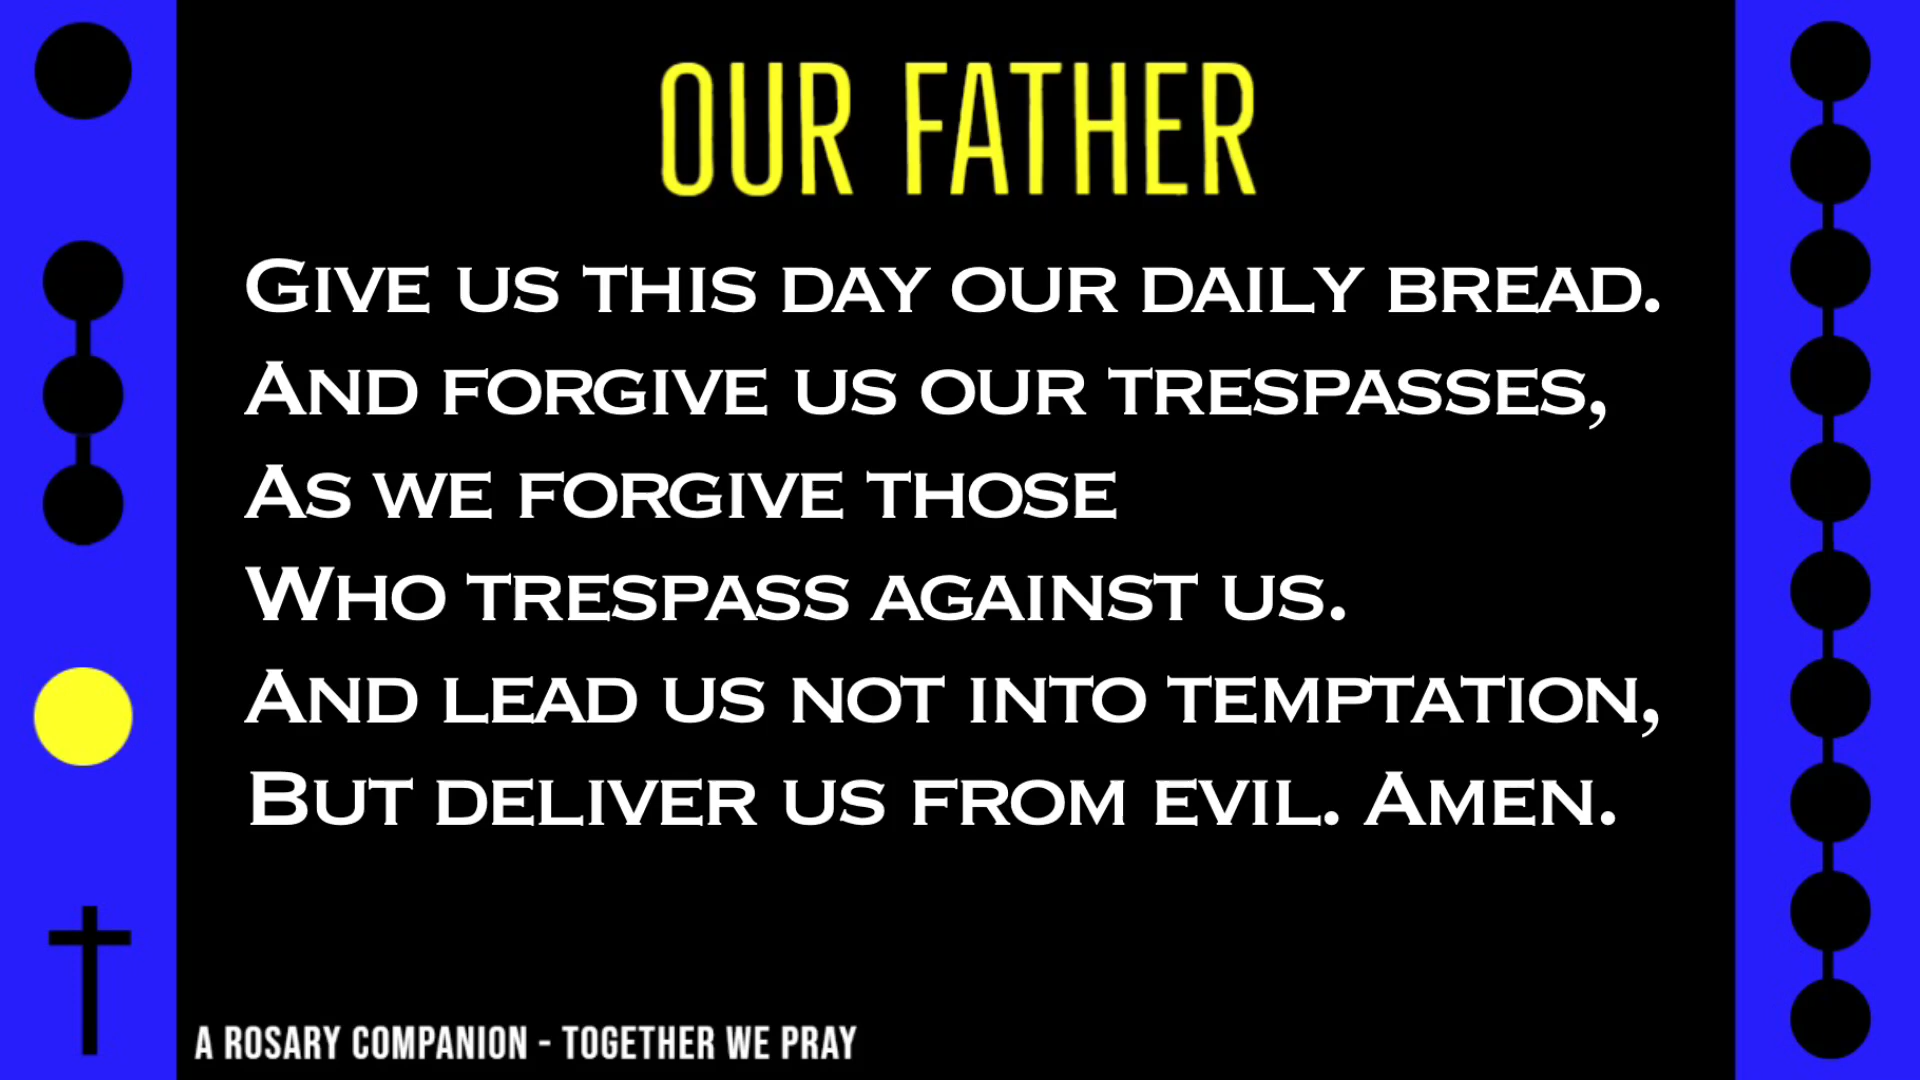 OUR FATHER
Give us this day our daily bread.
And forgive us our trespasses,
As we forgive those
Who trespass against us.
And lead us not into temptation,
But deliver us from evil. Amen.
A ROSARY COMPANION - TOGETHER WE PRAY